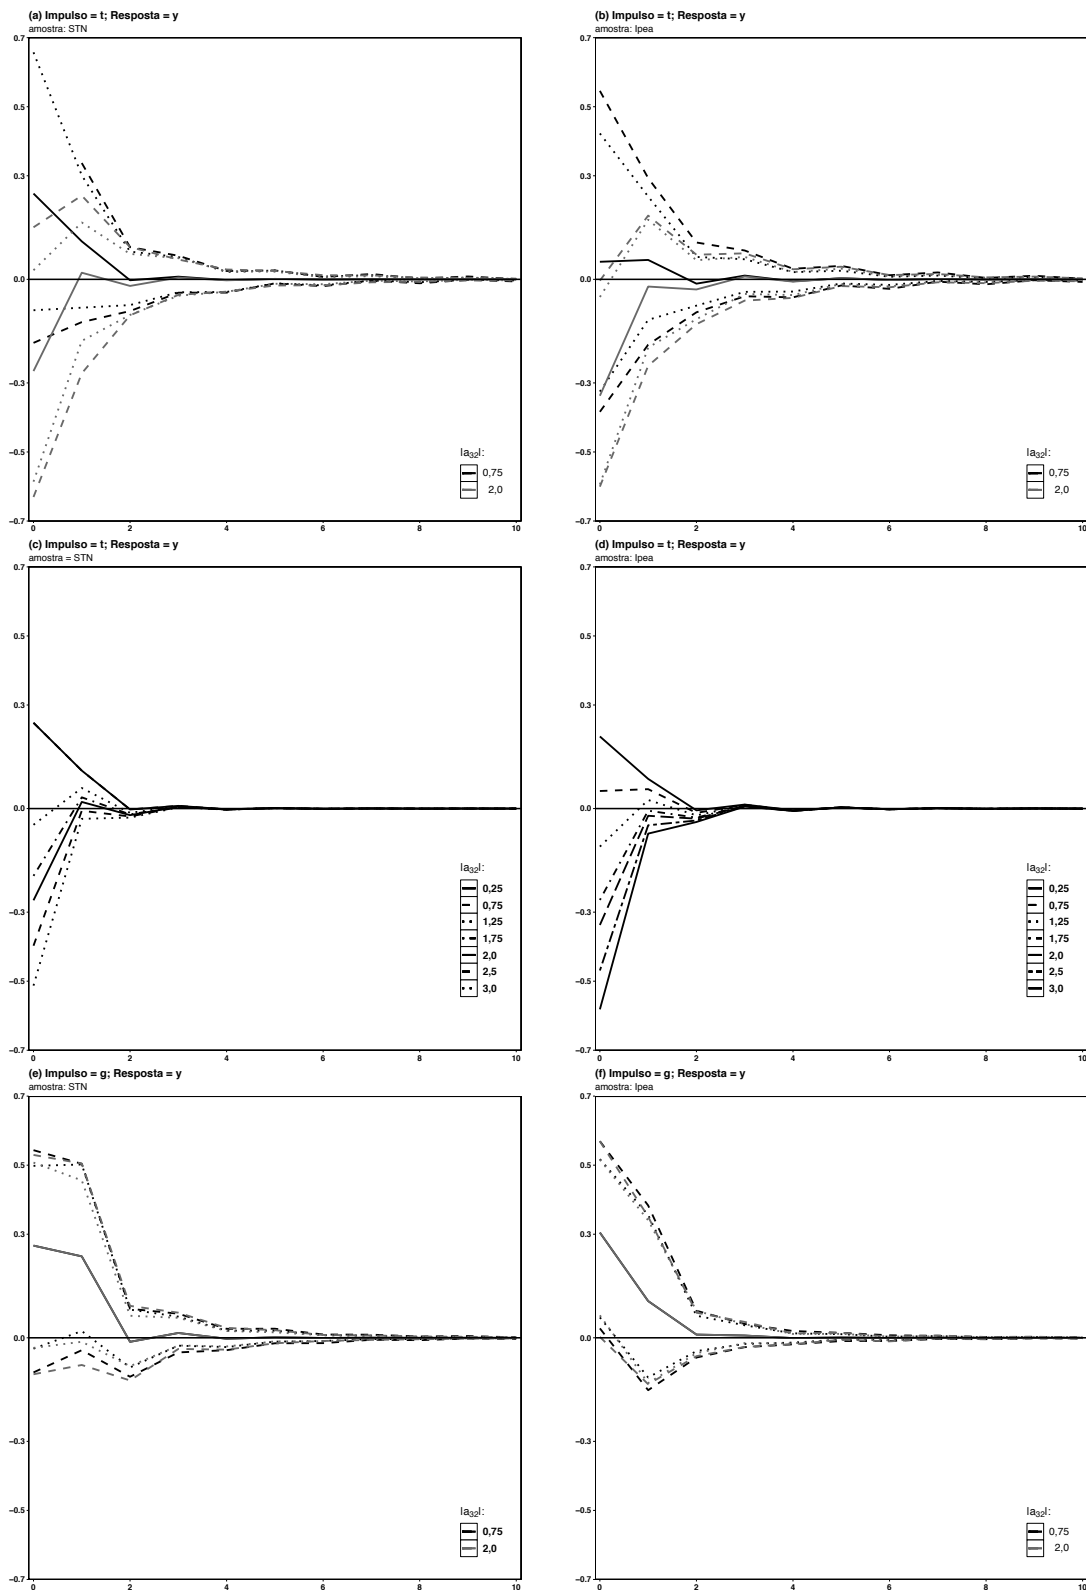 (a) Impulso = t; Resposta = y
amostra: STN
0.7
0.5
0.3
0.0
−0.3
−0.5
−0.7
0 2 4 6 8 10
|a32|:
0,75
2,0
(b) Impulso = t; Resposta = y
amostra: Ipea
0.7
0.5
0.3
0.0
−0.3
−0.5
−0.7
0 2 4 6 8 10
|a32|:
0,75
2,0
(c) Impulso = t; Resposta = y
amostra = STN
0.7
0.5
0.3
0.0
−0.3
−0.5
−0.7
0 2 4 6 8 10
|a32|:
0,25
0,75
1,25
1,75
2,0
2,5
3,0
(d) Impulso = t; Resposta = y
amostra: Ipea
0.7
0.5
0.3
0.0
−0.3
−0.5
−0.7
0 2 4 6 8 10
|a32|:
0,25
0,75
1,25
1,75
2,0
2,5
3,0
(e) Impulso = g; Resposta = y
amostra: STN
0.7
0.5
0.3
0.0
−0.3
−0.5
−0.7
0 2 4 6 8 10
|a32|:
0,75
2,0
(f) Impulso = g; Resposta = y
amostra: Ipea
0.7
0.5
0.3
0.0
−0.3
−0.5
−0.7
0 2 4 6 8 10
|a32|:
0,75
2,0